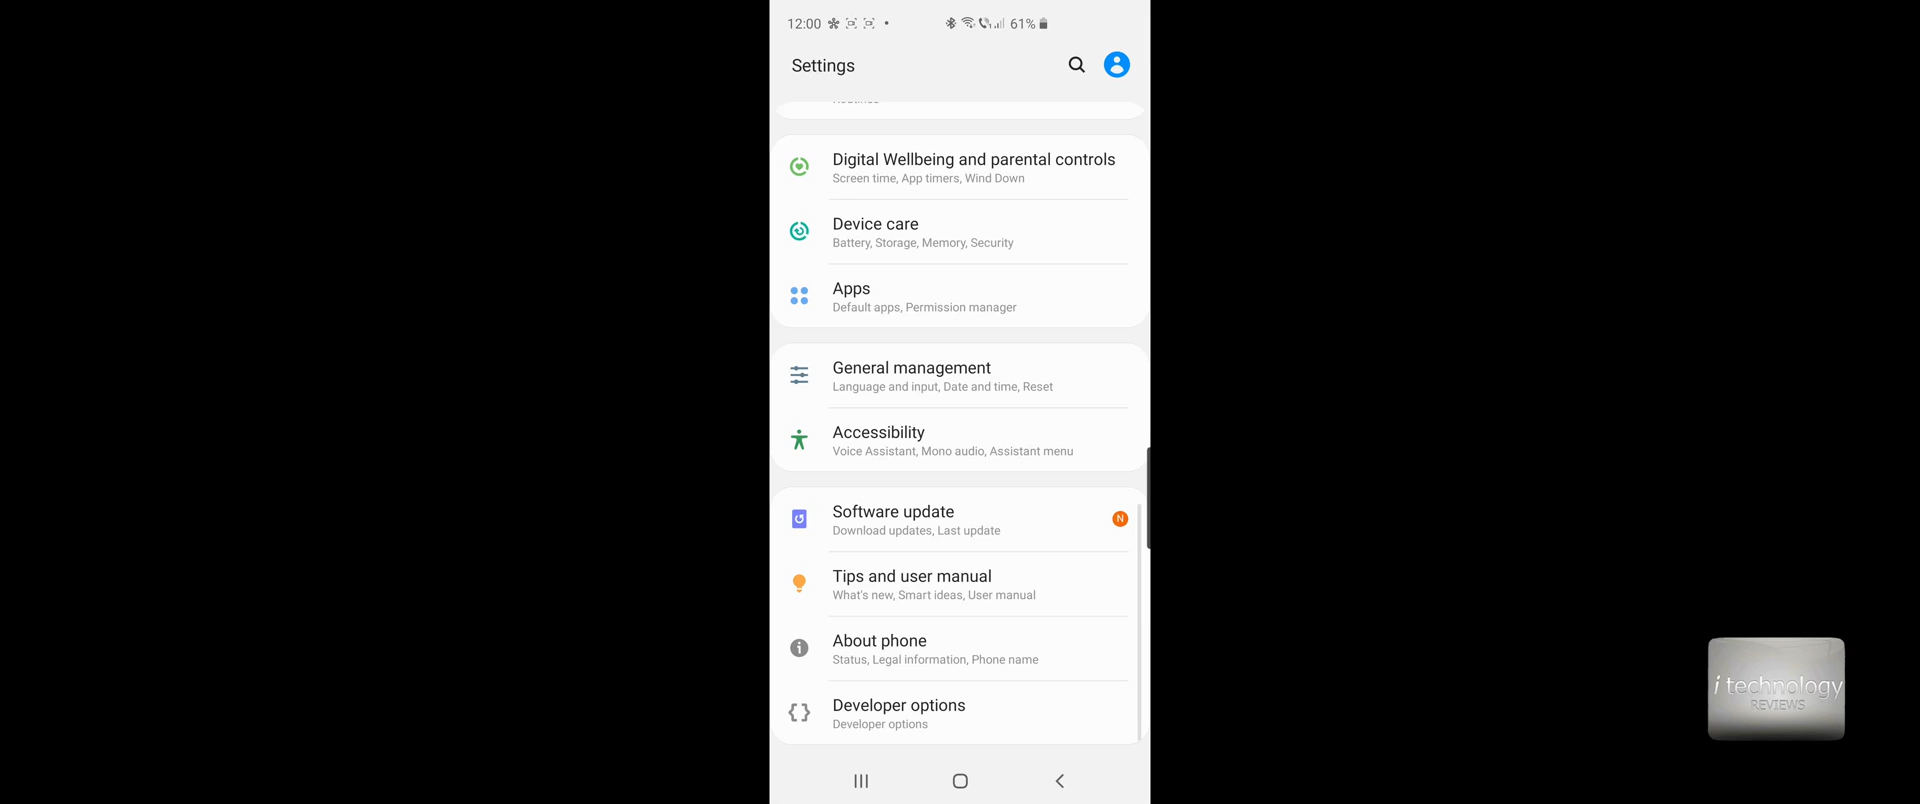 12:00
61%
Settings
Digital Wellbeing and parental controls
Screen time, App timers, Wind Down
Device care
Battery, Storage, Memory, Security
Apps
Default apps, Permission manager
General management
Language and input, Date and time, Reset
Accessibility
Voice Assistant, Mono audio, Assistant menu
Software update
N
Download updates, Last update
Tips and user manual
What's new, Smart ideas, User manual
About phone
Status, Legal information, Phone name
Developer options
Developer options
i technology
REVIEWS